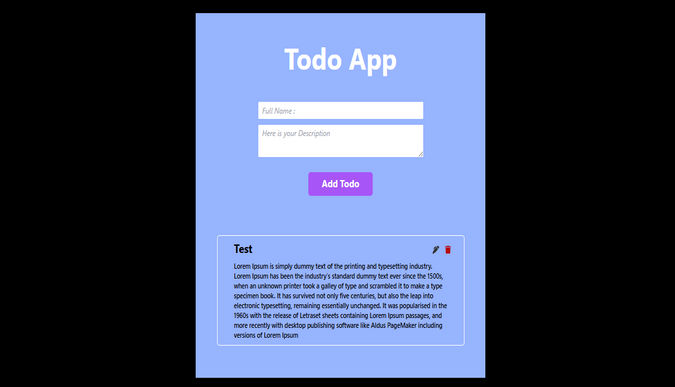 Todo App
Full Name :
Here is your Description
Add Todo
Test
Lorem Ipsum is simply dummy text of the printing and typesetting industry.
Lorem Ipsum has been the industry's standard dummy text ever since the 1500s,
when an unknown printer took a galley of type and scrambled it to make a type
specimen book. It has survived not only five centuries, but also the leap into
electronic typesetting, remaining essentially unchanged. It was popularised in the
1960s with the release of Letraset sheets containing Lorem Ipsum passages, and
more recently with desktop publishing software like Aldus PageMaker including
versions of Lorem Ipsum